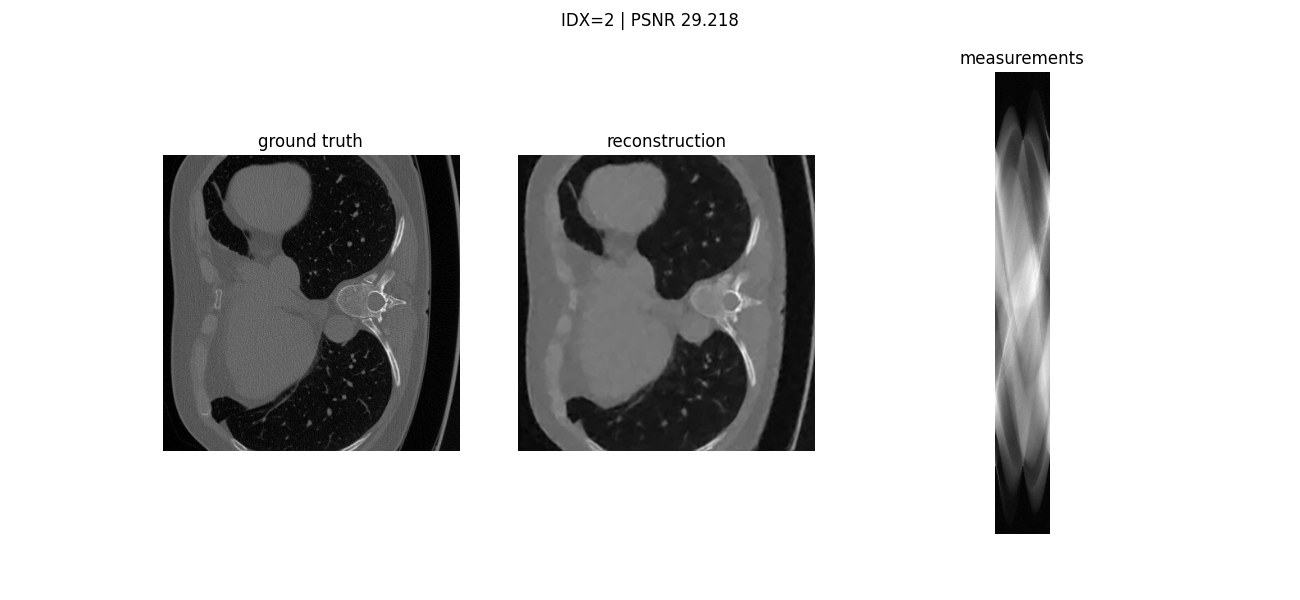 IDX=2 | PSNR 29.218
measurements
ground truth
reconstruction